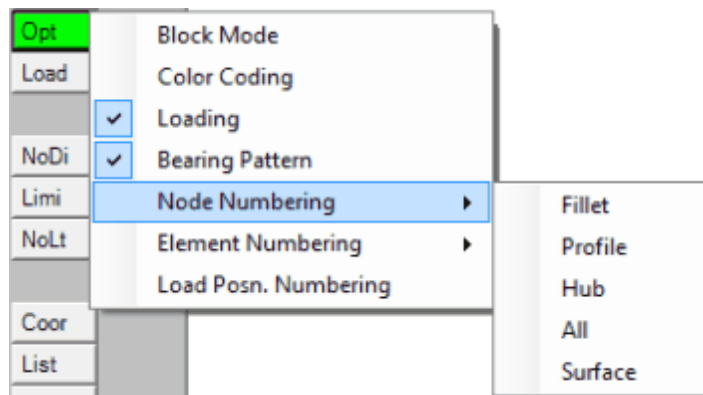 Opt
Load
NoDi
Limi
NoLt
Coor
List
Block Mode
Color Coding
Loading
Bearing Pattern
Node Numbering
Element Numbering
Load Posn. Numbering
Fillet
Profile
Hub
All
Surface